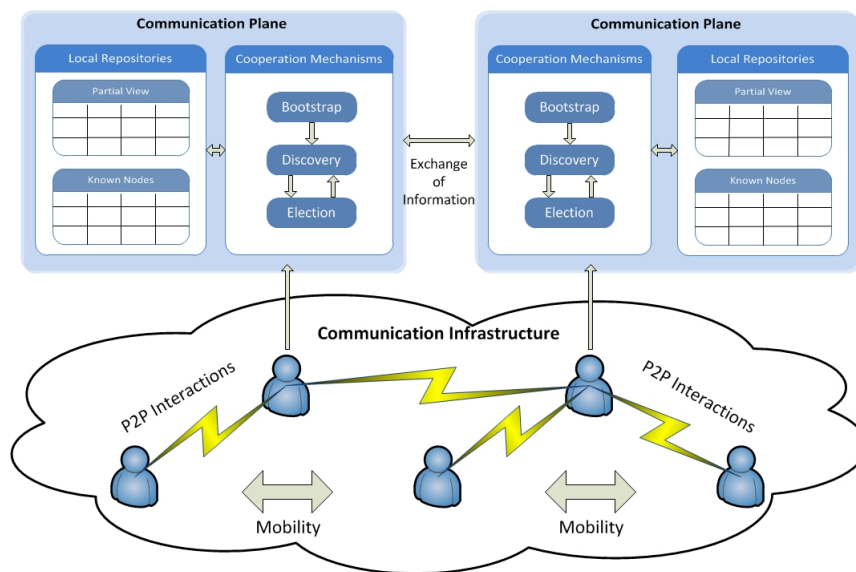 Communication Plane
Local Repositories
Partial View
Known Nodes
Cooperation Mechanisms
Bootstrap
Discovery
Election
Exchange
of
Information
Communication Plane
Cooperation Mechanisms
Bootstrap
Discovery
Election
Local Repositories
Partial View
Known Nodes
Communication Infrastructure
P2P Interactions
P2P Interactions
Mobility
Mobility